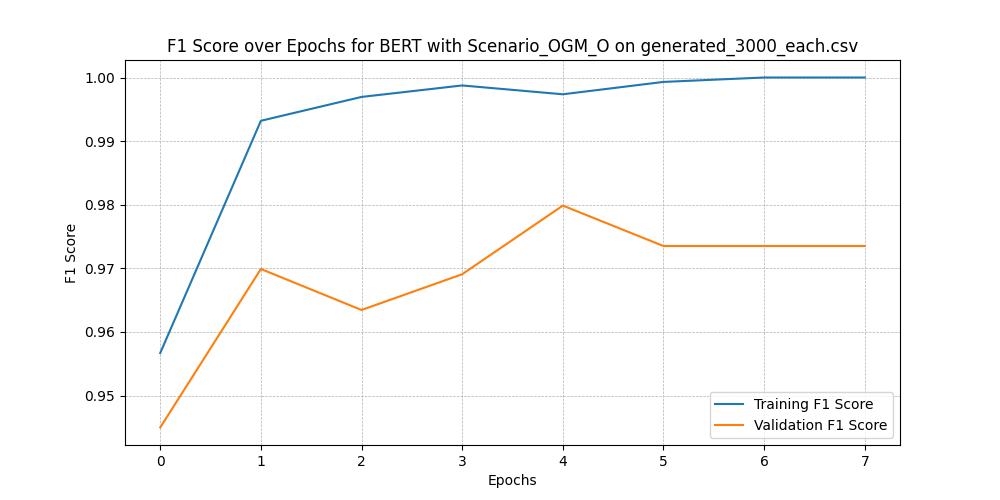 F1 Score over Epochs for BERT with Scenario_OGM_O on generated_3000_each.csv
F1 Score
1.00
0.99
0.98
0.97
0.96
0.95
0 1 2 3 4 5 6 7
Epochs
Training F1 Score
Validation F1 Score